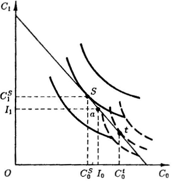 C₁
S
C₁ˢ
I₁
a
t
O
C₀ˢ I₀ C₀ᵗ C₀